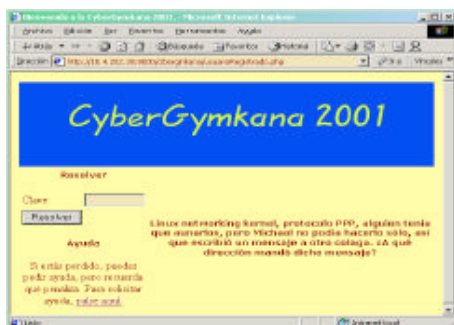 Bienvenido a la CyberGymkana 2001. - Microsoft Internet Explorer
Archivo Edición Ver Favoritos Herramientas Ayuda
Atrás Búsqueda Favoritos Historial
Dirección Ir a Vínculos
CyberGymkana 2001
Resolver
Clave
Resolver
Ayuda
Si estás perdido, puedes
pedir ayuda, pero recuerda
que penaliza. Para solicitar
ayuda, pulse aquí.
Linux networking kernel, protocolo PPP, alguien tenía
que aunarlos, pero Michael no podía hacerlo sólo, así
que escribió un mensaje a otro colega. ¿A qué
dirección mandó dicho mensaje?
Listo Internet local